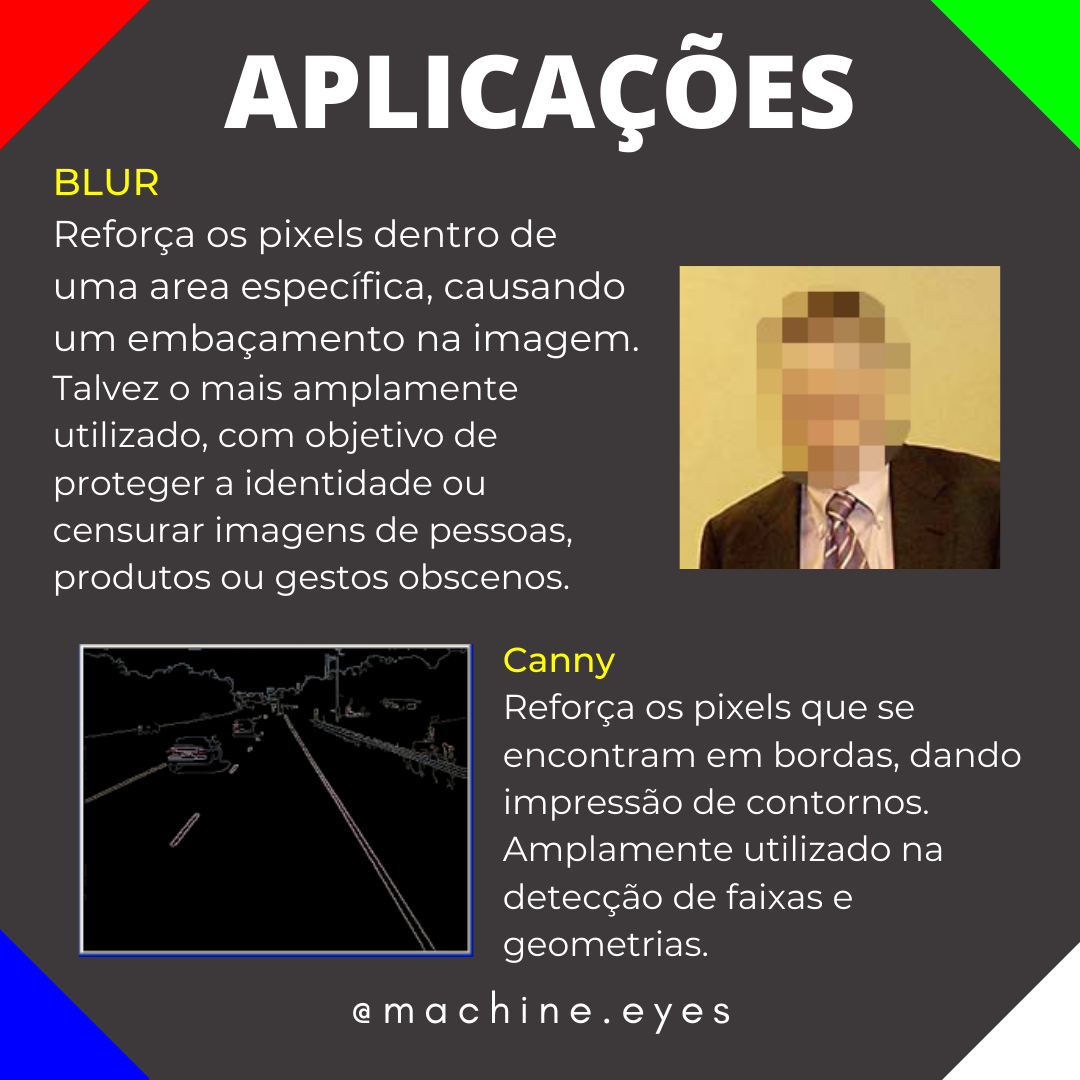 APLICAÇÕES
BLUR
Reforça os pixels dentro de
uma area específica, causando
um embaçamento na imagem.
Talvez o mais amplamente
utilizado, com objetivo de
proteger a identidade ou
censurar imagens de pessoas,
produtos ou gestos obscenos.
Canny
Reforça os pixels que se
encontram em bordas, dando
impressão de contornos.
Amplamente utilizado na
detecção de faixas e
geometrias.
@machine.eyes